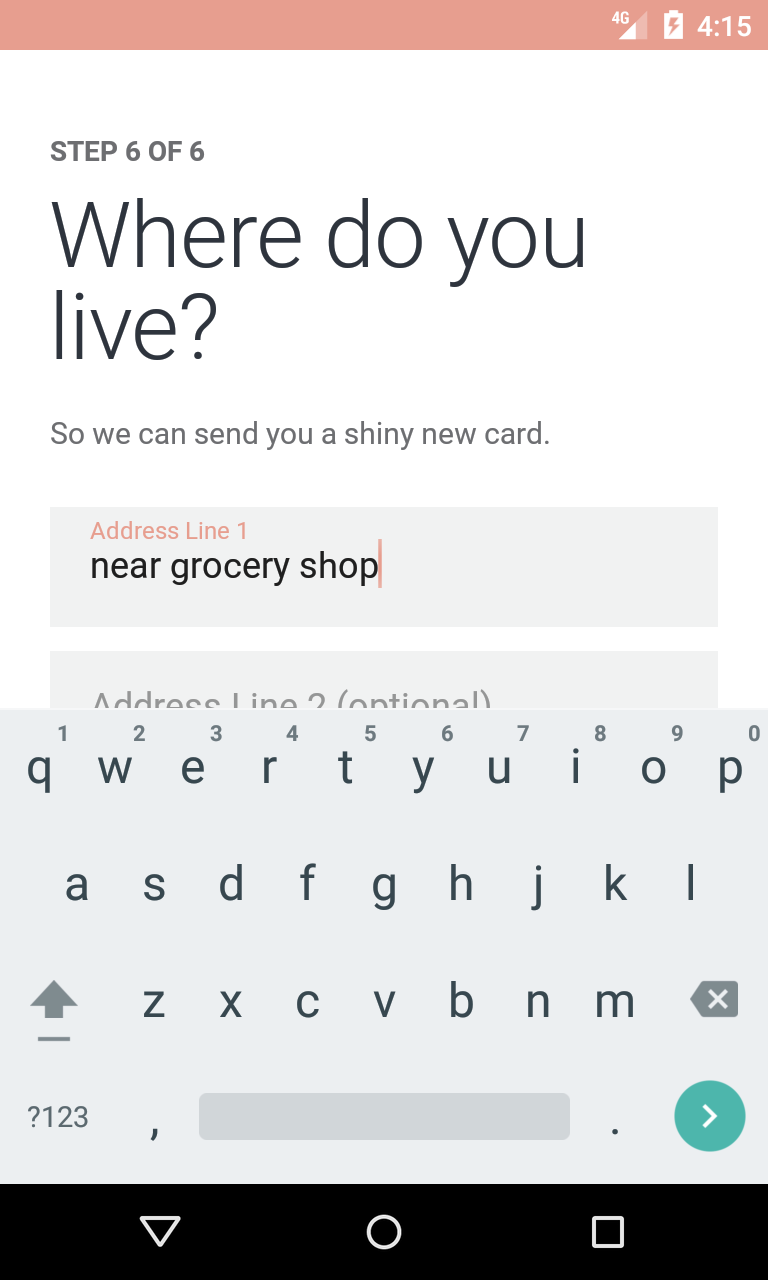 4G 4:15
STEP 6 OF 6
Where do you
live?
So we can send you a shiny new card.
Address Line 1
near grocery shop
Address Line 2 (optional)
1 2 3 4 5 6 7 8 9 0
q w e r t y u i o p
a s d f g h j k l
z x c v b n m
?123 , .